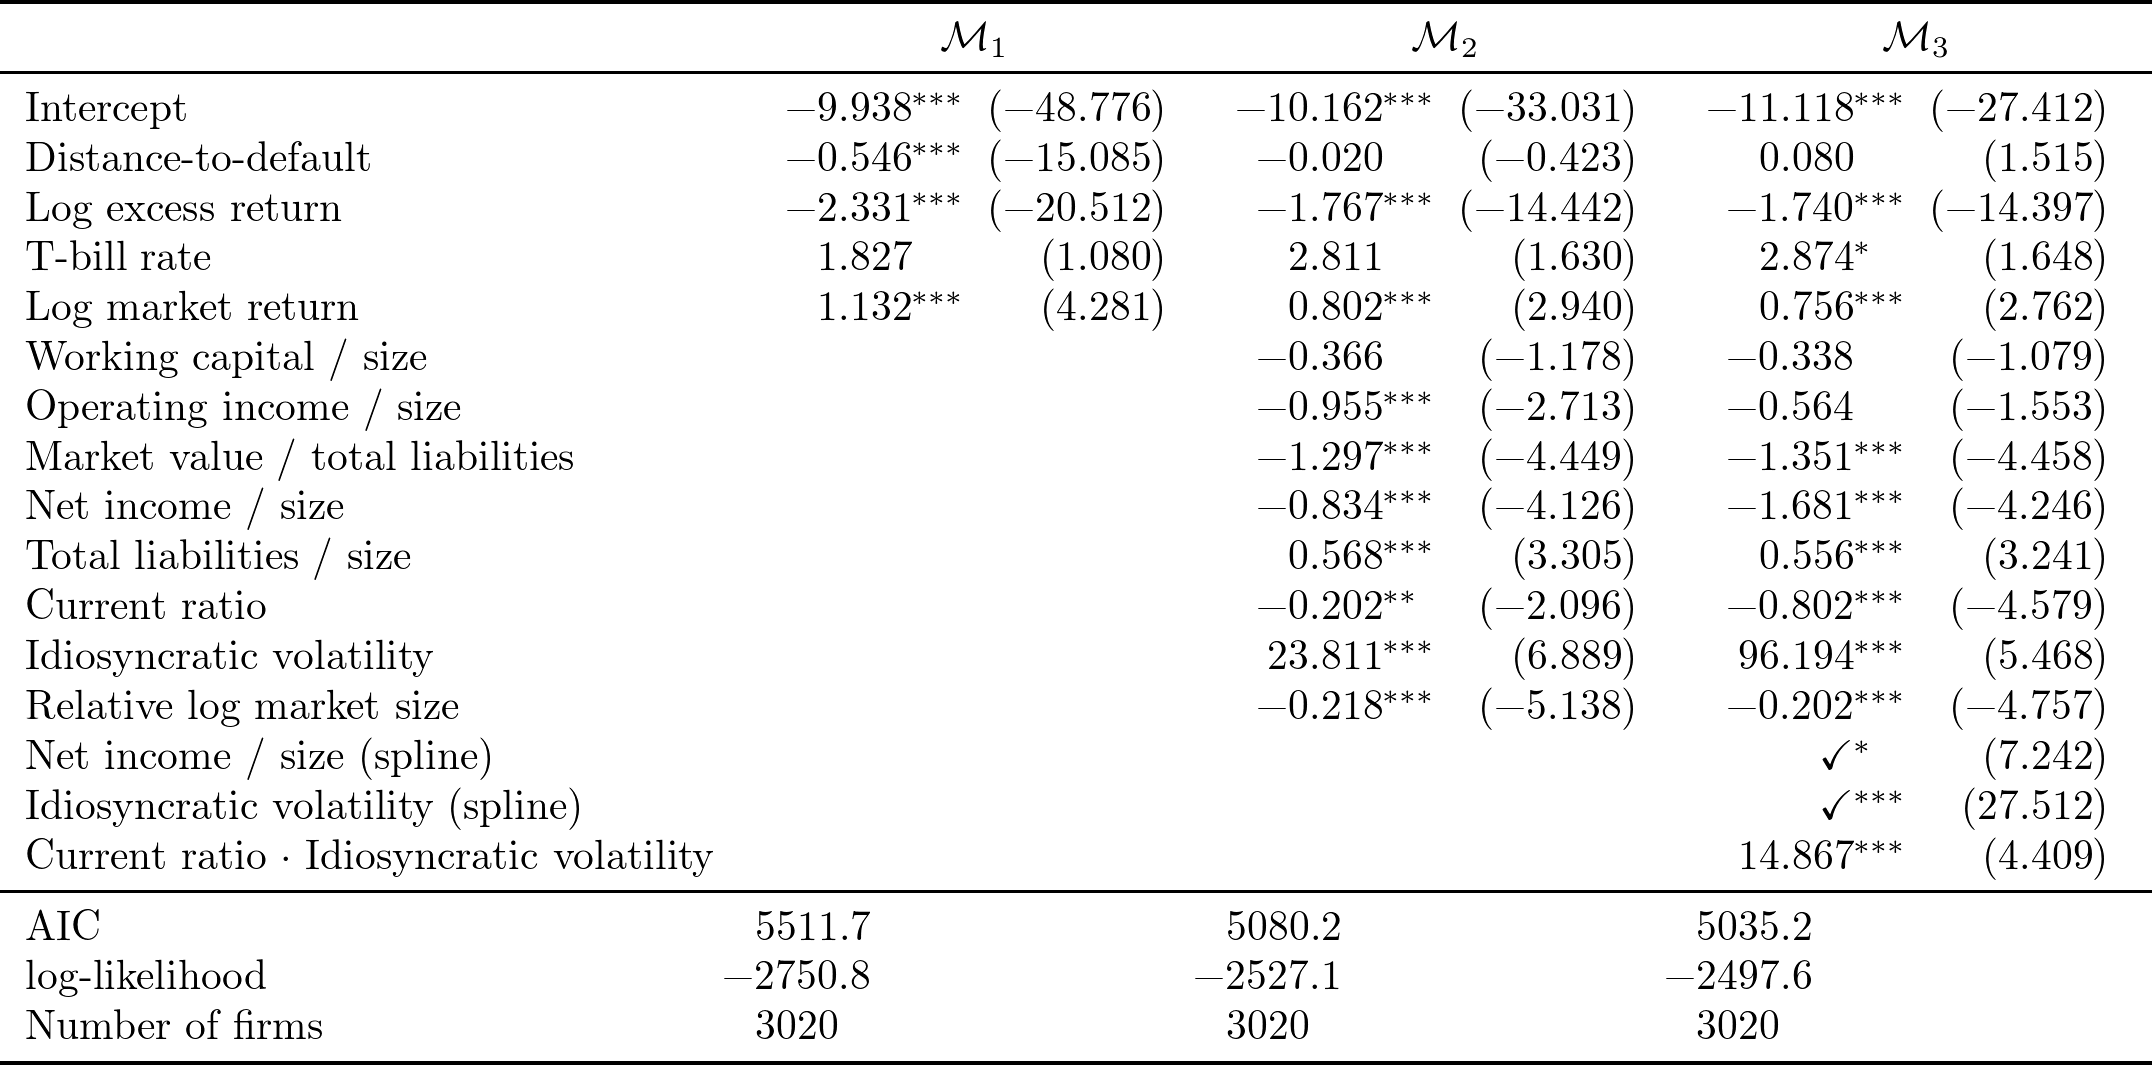 ℳ₁ ℳ₂ ℳ₃
Intercept −9.938*** (−48.776) −10.162*** (−33.031) −11.118*** (−27.412)
Distance-to-default −0.546*** (−15.085) −0.020 (−0.423) 0.080 (1.515)
Log excess return −2.331*** (−20.512) −1.767*** (−14.442) −1.740*** (−14.397)
T-bill rate 1.827 (1.080) 2.811 (1.630) 2.874* (1.648)
Log market return 1.132*** (4.281) 0.802*** (2.940) 0.756*** (2.762)
Working capital / size −0.366 (−1.178) −0.338 (−1.079)
Operating income / size −0.955*** (−2.713) −0.564 (−1.553)
Market value / total liabilities −1.297*** (−4.449) −1.351*** (−4.458)
Net income / size −0.834*** (−4.126) −1.681*** (−4.246)
Total liabilities / size 0.568*** (3.305) 0.556*** (3.241)
Current ratio −0.202** (−2.096) −0.802*** (−4.579)
Idiosyncratic volatility 23.811*** (6.889) 96.194*** (5.468)
Relative log market size −0.218*** (−5.138) −0.202*** (−4.757)
Net income / size (spline) ✓* (7.242)
Idiosyncratic volatility (spline) ✓*** (27.512)
Current ratio · Idiosyncratic volatility 14.867*** (4.409)
AIC 5511.7 5080.2 5035.2
log-likelihood −2750.8 −2527.1 −2497.6
Number of firms 3020 3020 3020